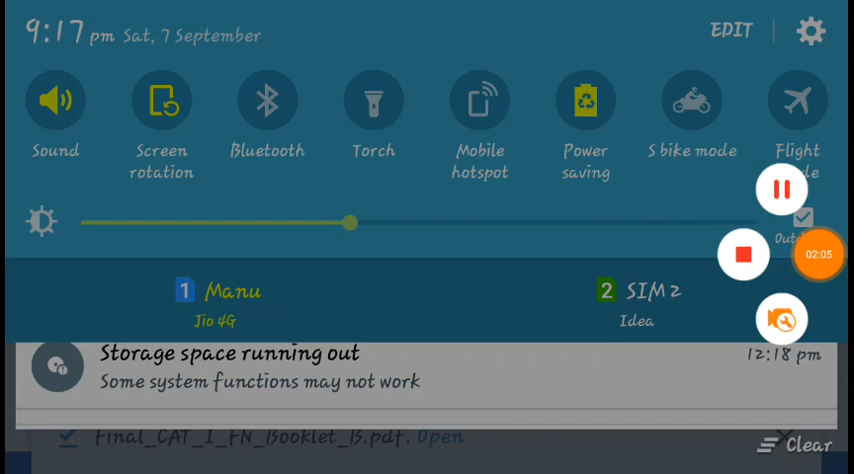 9:17 pm Sat, 7 September EDIT
Sound
Screen rotation
Bluetooth
Torch
Mobile hotspot
Power saving
S bike mode
Flight
02:05
1 Manu
Jio 4G
2 SIM 2
Idea
Storage space running out 12:18 pm
Some system functions may not work
Final_CAT_I_FN_Booklet_B.pdf. Open
Clear